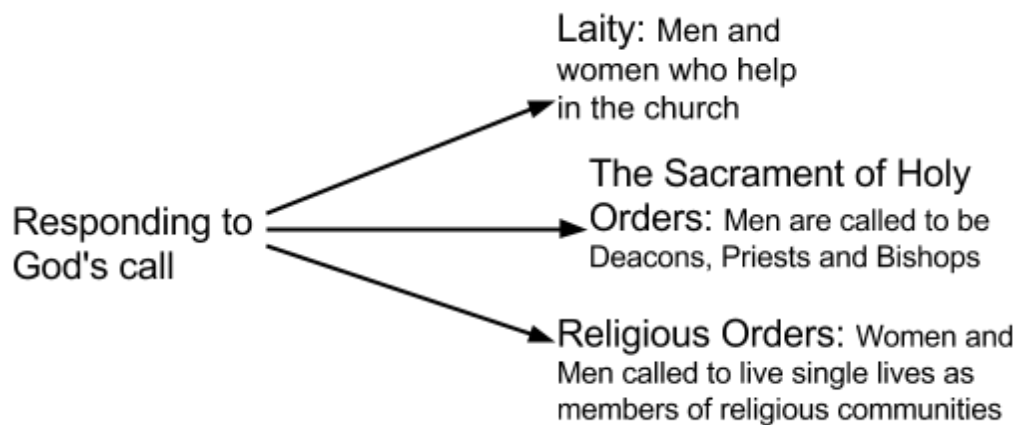 Laity: Men and
women who help
in the church
The Sacrament of Holy
Orders: Men are called to be
Deacons, Priests and Bishops
Responding to
God's call
Religious Orders: Women and
Men called to live single lives as
members of religious communities